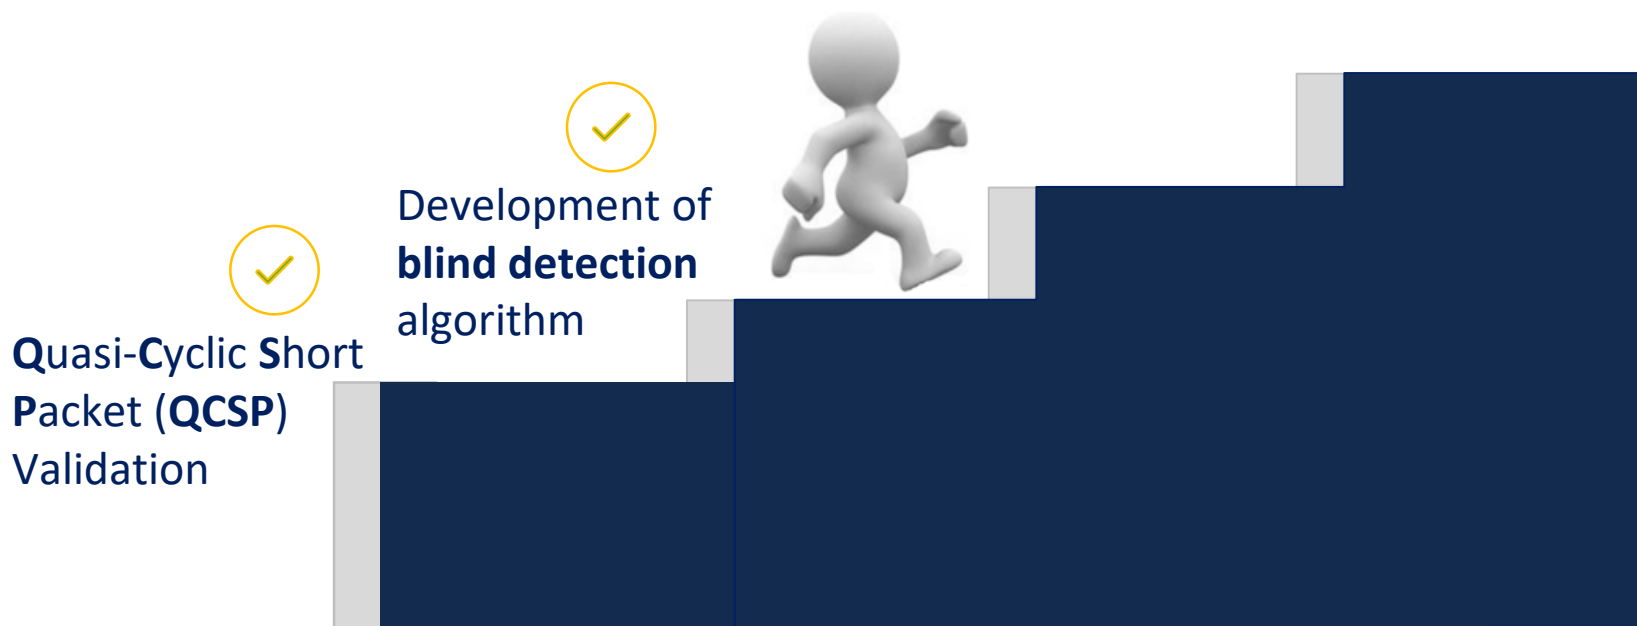 Quasi-Cyclic Short
Packet (QCSP)
Validation
Development of
blind detection
algorithm